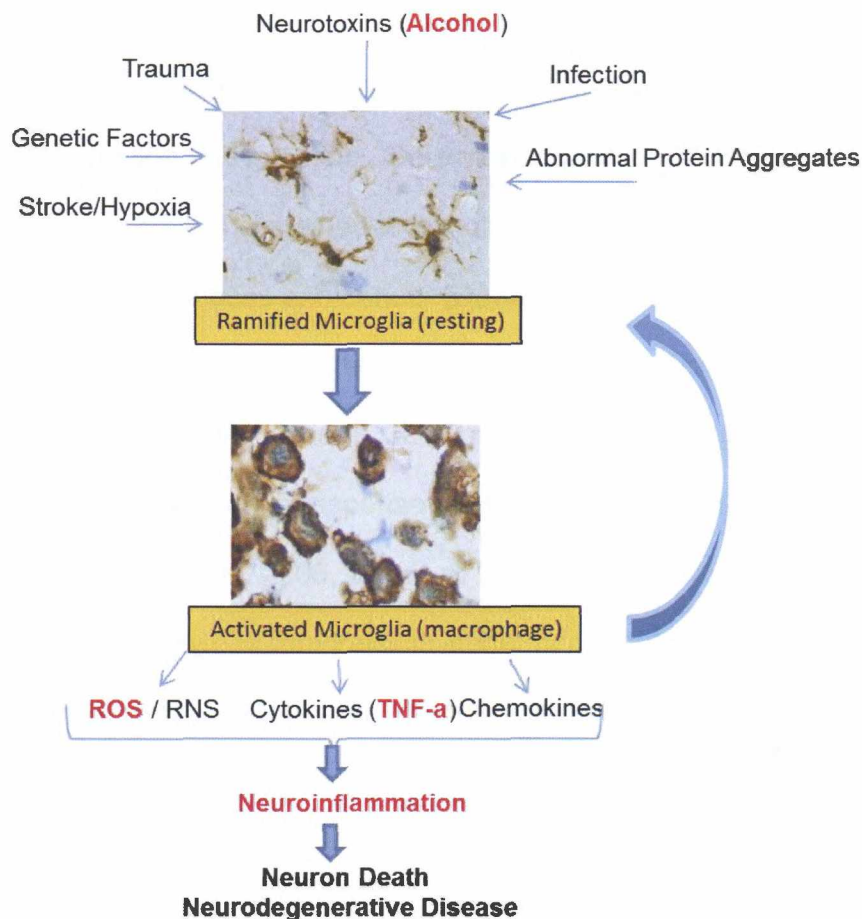 Neurotoxins (Alcohol)
Trauma
Infection
Genetic Factors
Abnormal Protein Aggregates
Stroke/Hypoxia
Ramified Microglia (resting)
Activated Microglia (macrophage)
ROS / RNS
Cytokines (TNF-a)
Chemokines
Neuroinflammation
Neuron Death
Neurodegenerative Disease